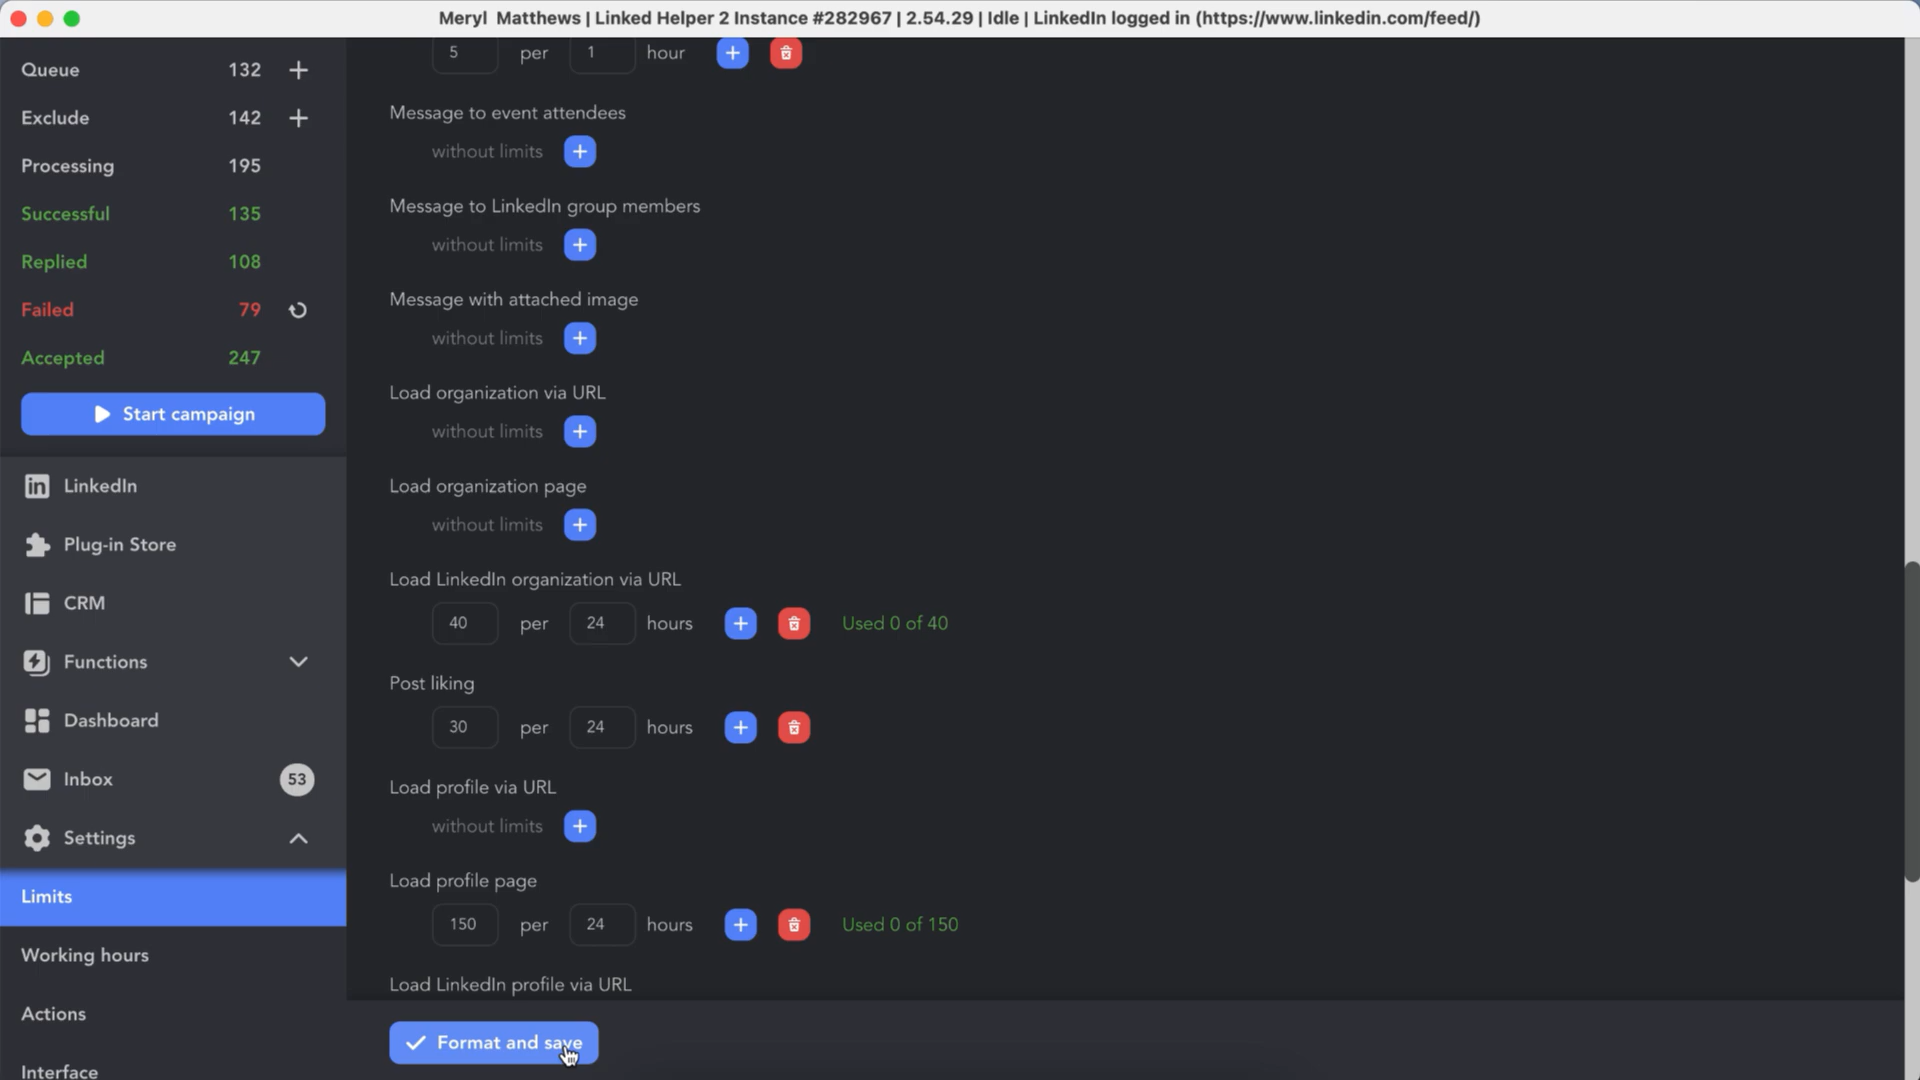 Meryl  Matthews | Linked Helper 2 Instance #282967 | 2.54.29 | Idle | LinkedIn logged in (https://www.linkedin.com/feed/)
Queue 132
Exclude 142
Processing 195
Successful 135
Replied 108
Failed 79
Accepted 247
Start campaign
LinkedIn
Plug-in Store
CRM
Functions
Dashboard
Inbox 53
Settings
Limits
Working hours
Actions
Interface
5 per 1 hour
Message to event attendees
without limits
Message to LinkedIn group members
without limits
Message with attached image
without limits
Load organization via URL
without limits
Load organization page
without limits
Load LinkedIn organization via URL
40 per 24 hours Used 0 of 40
Post liking
30 per 24 hours
Load profile via URL
without limits
Load profile page
150 per 24 hours Used 0 of 150
Load LinkedIn profile via URL
Format and save